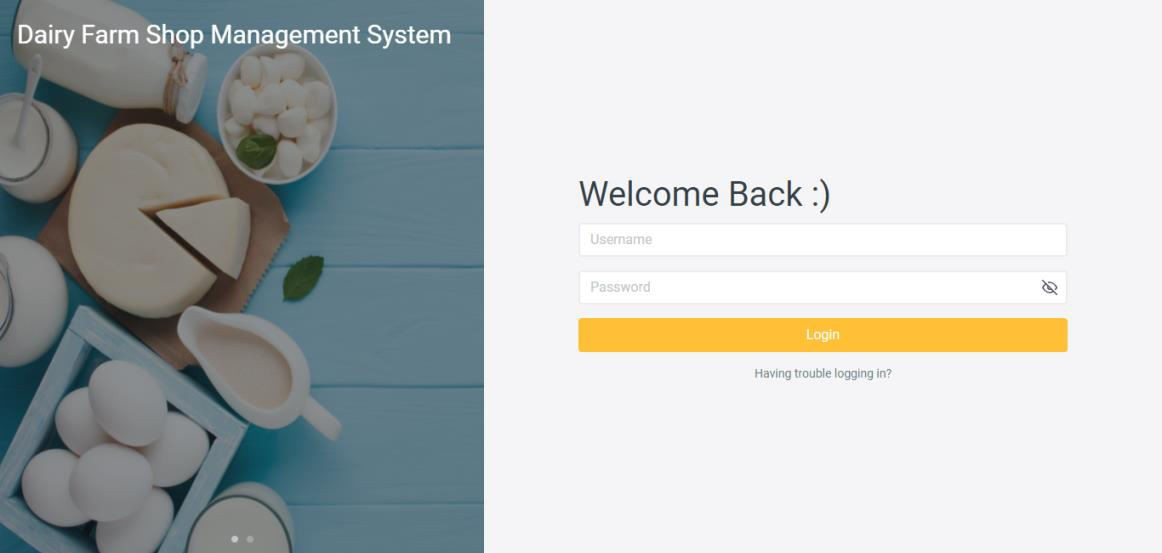 Dairy Farm Shop Management System
Welcome Back :)
Username
Password
Login
Having trouble logging in?